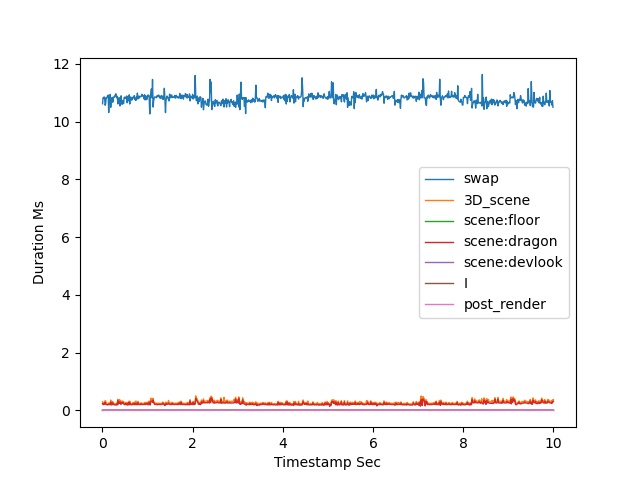 12
10
8
6
4
2
0
Duration Ms
swap
3D_scene
scene:floor
scene:dragon
scene:devlook
I
post_render
0 2 4 6 8 10
Timestamp Sec